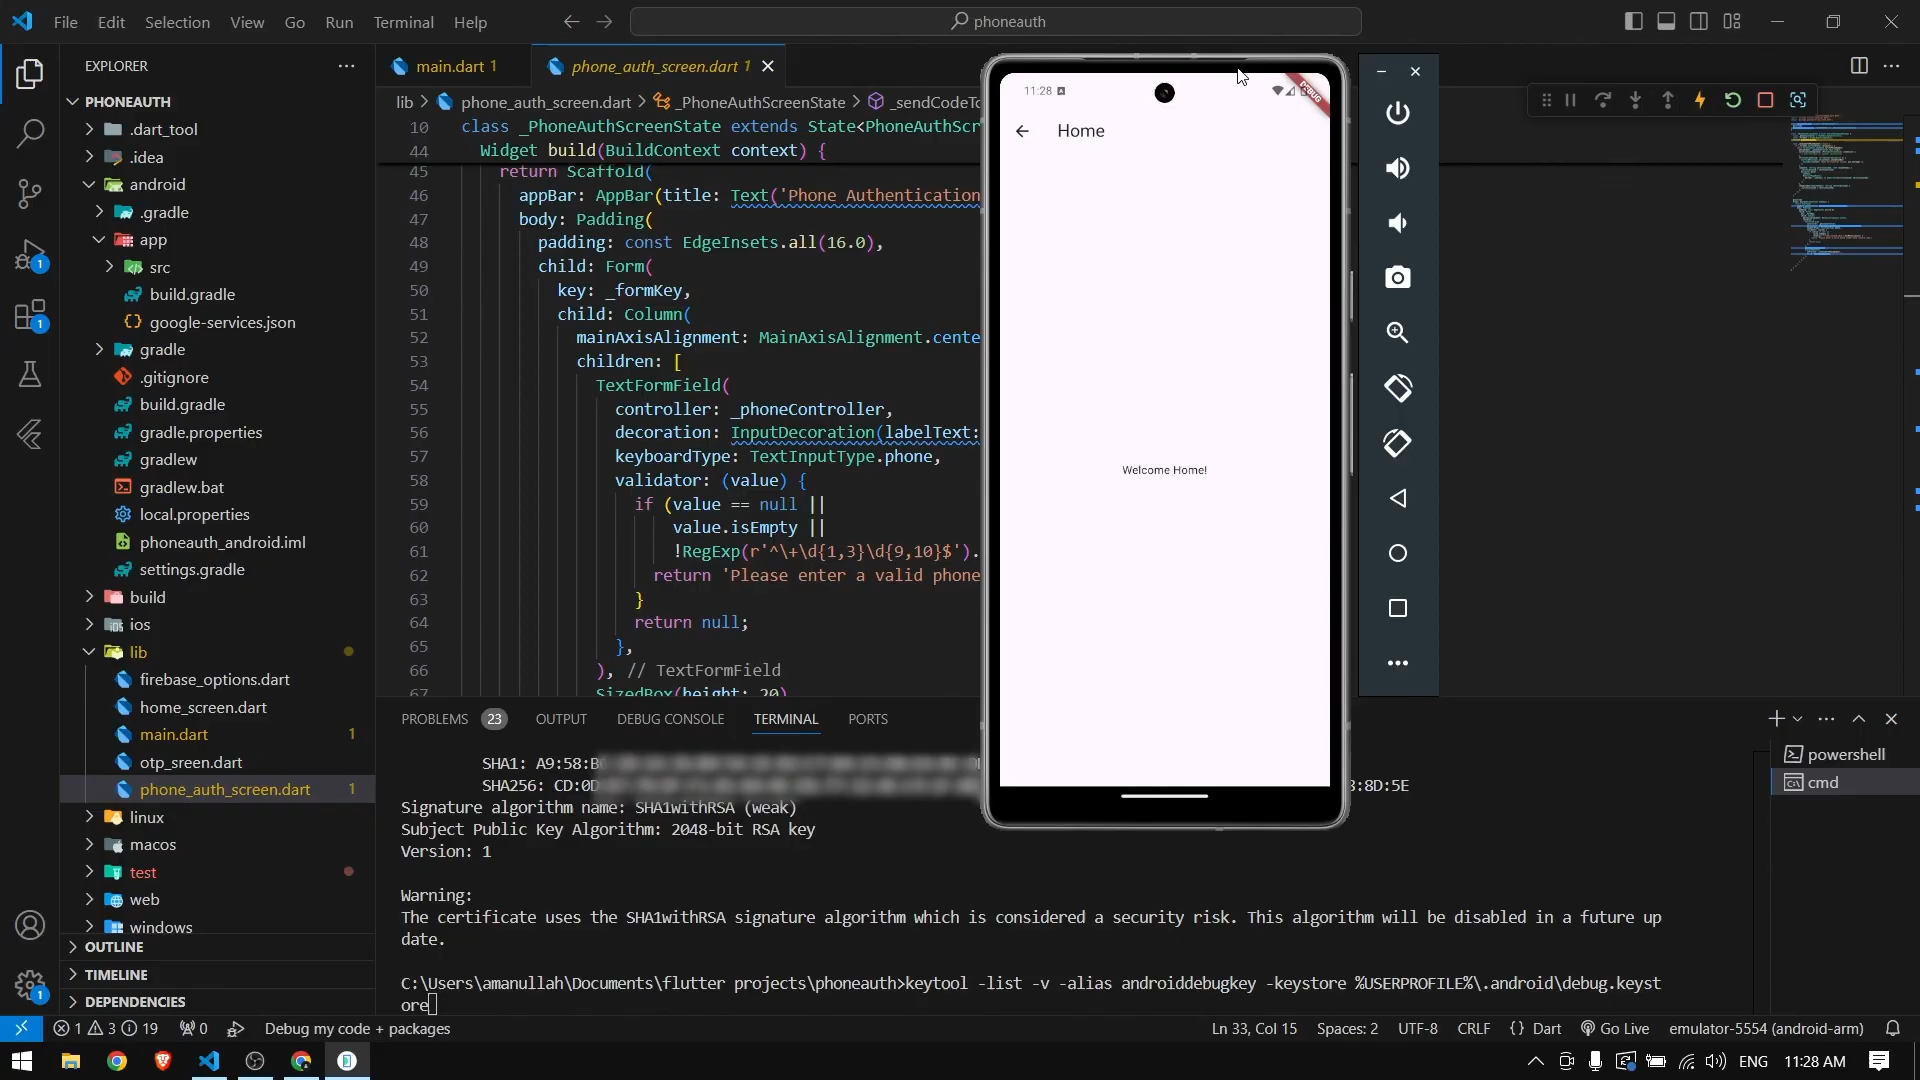 File Edit Selection View Go Run Terminal Help
phoneauth
EXPLORER
PHONEAUTH
.dart_tool
.idea
android
.gradle
app
src
build.gradle
google-services.json
gradle
.gitignore
build.gradle
gradle.properties
gradlew
gradlew.bat
local.properties
phoneauth_android.iml
settings.gradle
build
ios
lib
firebase_options.dart
home_screen.dart
main.dart 1
otp_sreen.dart
phone_auth_screen.dart 1
linux
macos
test
web
windows
OUTLINE
TIMELINE
DEPENDENCIES
main.dart 1
phone_auth_screen.dart 1
lib > phone_auth_screen.dart > _PhoneAuthScreenState > _sendCodeTo
10 class _PhoneAuthScreenState extends State<PhoneAuthScr
44 Widget build(BuildContext context) {
45 return Scaffold(
46 appBar: AppBar(title: Text('Phone Authentication
47 body: Padding(
48 padding: const EdgeInsets.all(16.0),
49 child: Form(
50 key: _formKey,
51 child: Column(
52 mainAxisAlignment: MainAxisAlignment.cente
53 children: [
54 TextFormField(
55 controller: _phoneController,
56 decoration: InputDecoration(labelText:
57 keyboardType: TextInputType.phone,
58 validator: (value) {
59 if (value == null ||
60 value.isEmpty ||
61 !RegExp(r'^\+\d{1,3}\d{9,10}$').
62 return 'Please enter a valid phone
63 }
64 return null;
65 },
66 ), // TextFormField
67 SizedBox(height: 20)
11:28
DEBUG
Home
Welcome Home!
PROBLEMS 23 OUTPUT DEBUG CONSOLE TERMINAL PORTS
powershell
cmd
SHA1: A9:58:B
SHA256: CD:0D
8:8D:5E
Signature algorithm name: SHA1withRSA (weak)
Subject Public Key Algorithm: 2048-bit RSA key
Version: 1
Warning:
The certificate uses the SHA1withRSA signature algorithm which is considered a security risk. This algorithm will be disabled in a future up
date.
C:\Users\amanullah\Documents\flutter projects\phoneauth>keytool -list -v -alias androiddebugkey -keystore %USERPROFILE%\.android\debug.keyst
ore
1 3 19 0 Debug my code + packages
Ln 33, Col 15 Spaces: 2 UTF-8 CRLF {} Dart Go Live emulator-5554 (android-arm)
ENG 11:28 AM